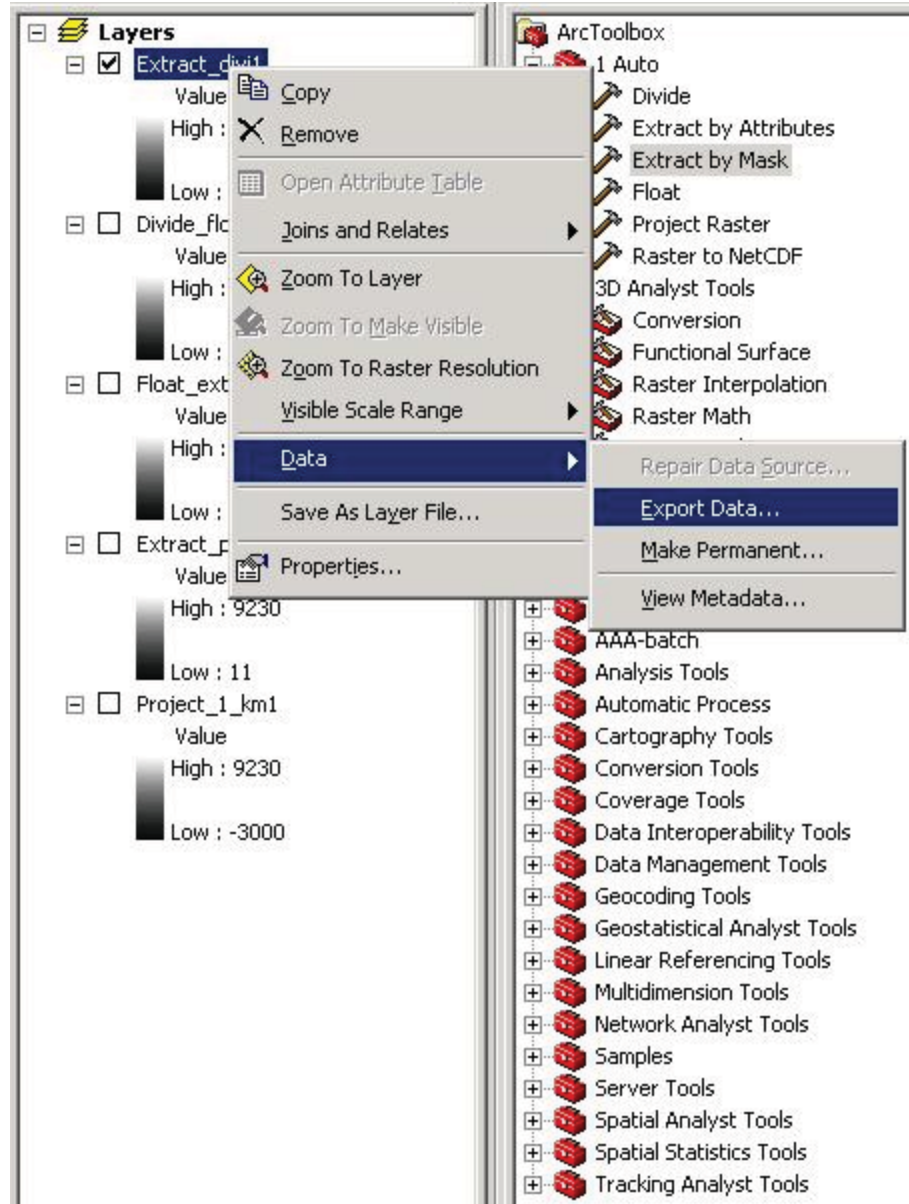 Layers
Extract_divi1
Value
High :
Low :
Divide_flo
Value
High :
Low :
Float_ext
Value
High :
Low :
Extract_p
Value
High : 9230
Low : 11
Project_1_km1
Value
High : 9230
Low : -3000
Copy
Remove
Open Attribute Table
Joins and Relates
Zoom To Layer
Zoom To Make Visible
Zoom To Raster Resolution
Visible Scale Range
Data
Save As Layer File...
Properties...
Repair Data Source...
Export Data...
Make Permanent...
View Metadata...
ArcToolbox
1 Auto
Divide
Extract by Attributes
Extract by Mask
Float
Project Raster
Raster to NetCDF
3D Analyst Tools
Conversion
Functional Surface
Raster Interpolation
Raster Math
AAA-batch
Analysis Tools
Automatic Process
Cartography Tools
Conversion Tools
Coverage Tools
Data Interoperability Tools
Data Management Tools
Geocoding Tools
Geostatistical Analyst Tools
Linear Referencing Tools
Multidimension Tools
Network Analyst Tools
Samples
Server Tools
Spatial Analyst Tools
Spatial Statistics Tools
Tracking Analyst Tools